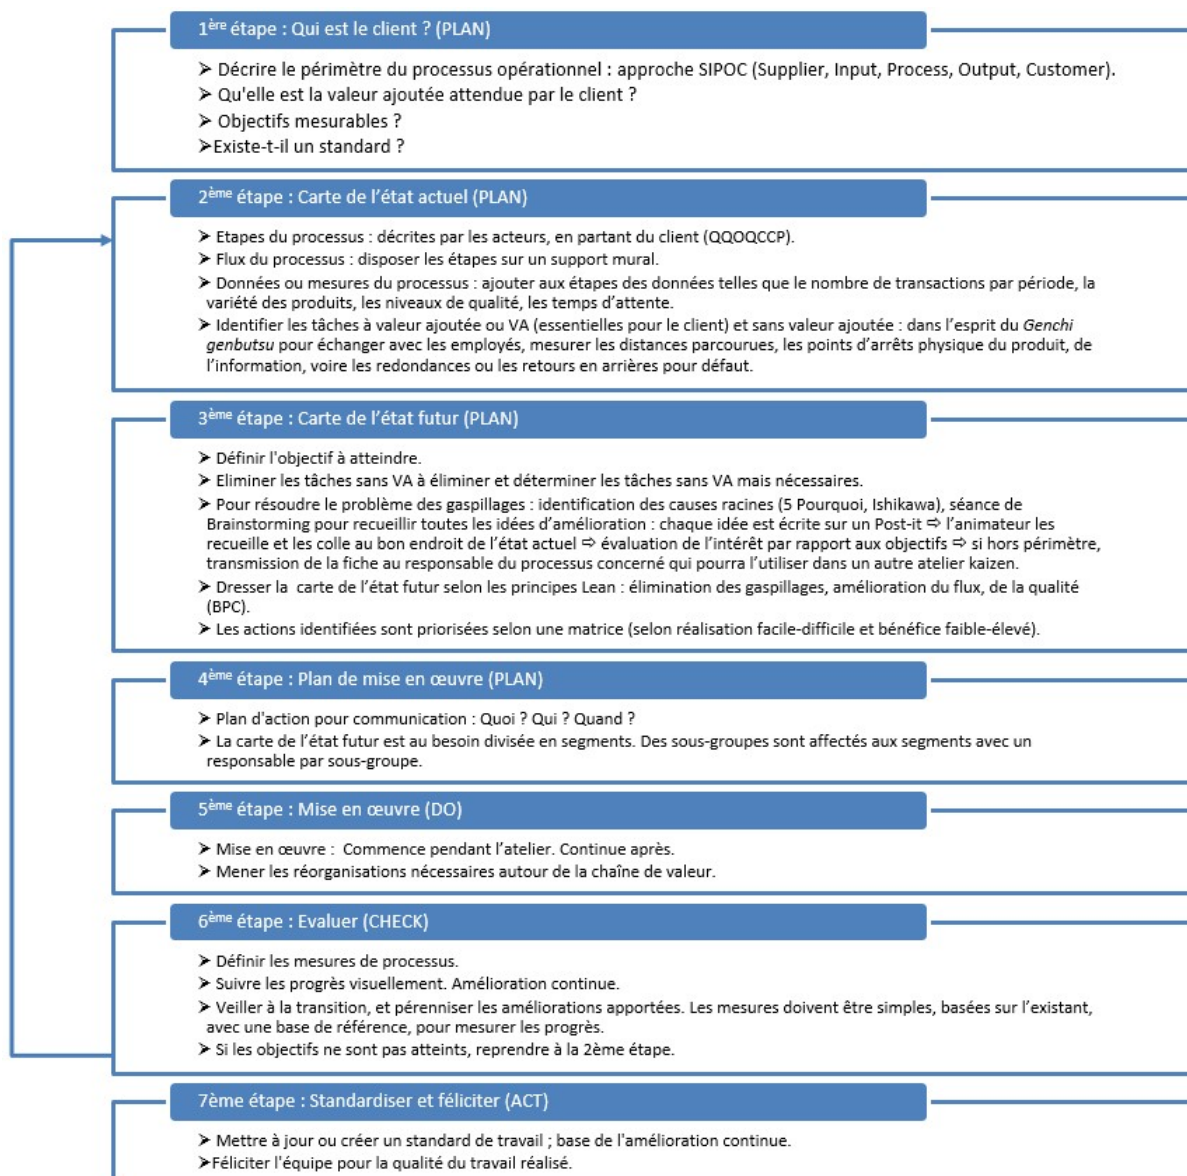 1ère étape : Qui est le client ? (PLAN)
➤ Décrire le périmètre du processus opérationnel : approche SIPOC (Supplier, Input, Process, Output, Customer).
➤ Qu'elle est la valeur ajoutée attendue par le client ?
➤ Objectifs mesurables ?
➤Existe-t-il un standard ?
2ème étape : Carte de l'état actuel (PLAN)
➤ Etapes du processus : décrites par les acteurs, en partant du client (QQOQCCP).
➤ Flux du processus : disposer les étapes sur un support mural.
➤ Données ou mesures du processus : ajouter aux étapes des données telles que le nombre de transactions par période, la
variété des produits, les niveaux de qualité, les temps d'attente.
➤ Identifier les tâches à valeur ajoutée ou VA (essentielles pour le client) et sans valeur ajoutée : dans l'esprit du Genchi
genbutsu pour échanger avec les employés, mesurer les distances parcourues, les points d'arrêts physique du produit, de
l'information, voire les redondances ou les retours en arrières pour défaut.
3ème étape : Carte de l'état futur (PLAN)
➤ Définir l'objectif à atteindre.
➤ Eliminer les tâches sans VA à éliminer et déterminer les tâches sans VA mais nécessaires.
➤ Pour résoudre le problème des gaspillages : identification des causes racines (5 Pourquoi, Ishikawa), séance de
Brainstorming pour recueillir toutes les idées d'amélioration : chaque idée est écrite sur un Post-it ⇨ l'animateur les
recueille et les colle au bon endroit de l'état actuel ⇨ évaluation de l'intérêt par rapport aux objectifs ⇨ si hors périmètre,
transmission de la fiche au responsable du processus concerné qui pourra l'utiliser dans un autre atelier kaizen.
➤ Dresser la carte de l'état futur selon les principes Lean : élimination des gaspillages, amélioration du flux, de la qualité
(BPC).
➤ Les actions identifiées sont priorisées selon une matrice (selon réalisation facile-difficile et bénéfice faible-élevé).
4ème étape : Plan de mise en œuvre (PLAN)
➤ Plan d'action pour communication : Quoi ? Qui ? Quand ?
➤ La carte de l'état futur est au besoin divisée en segments. Des sous-groupes sont affectés aux segments avec un
responsable par sous-groupe.
5ème étape : Mise en œuvre (DO)
➤ Mise en œuvre : Commence pendant l'atelier. Continue après.
➤ Mener les réorganisations nécessaires autour de la chaîne de valeur.
6ème étape : Evaluer (CHECK)
➤ Définir les mesures de processus.
➤ Suivre les progrès visuellement. Amélioration continue.
➤ Veiller à la transition, et pérenniser les améliorations apportées. Les mesures doivent être simples, basées sur l'existant,
avec une base de référence, pour mesurer les progrès.
➤ Si les objectifs ne sont pas atteints, reprendre à la 2ème étape.
7ème étape : Standardiser et féliciter (ACT)
➤ Mettre à jour ou créer un standard de travail ; base de l'amélioration continue.
➤Féliciter l'équipe pour la qualité du travail réalisé.